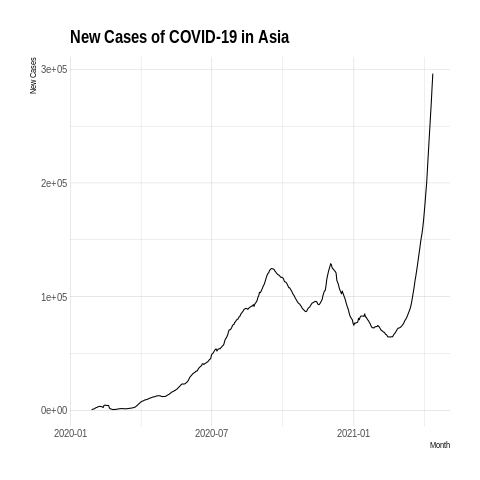 New Cases of COVID-19 in Asia
New Cases
3e+05
2e+05
1e+05
0e+00
2020-01 2020-07 2021-01
Month